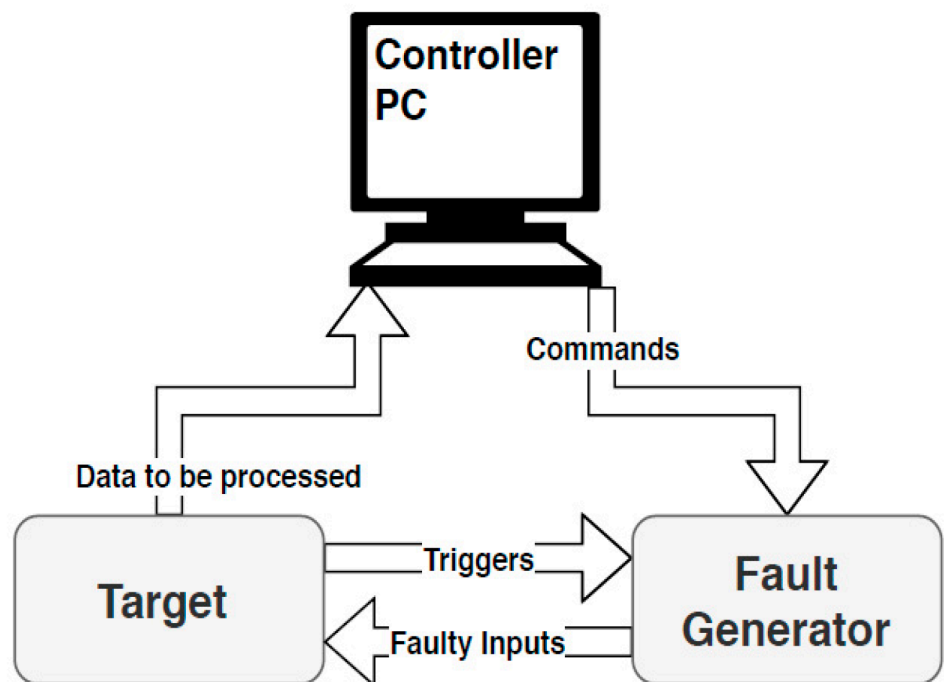 Controller
PC
Commands
Data to be processed
Triggers
Target
Fault
Generator
Faulty Inputs